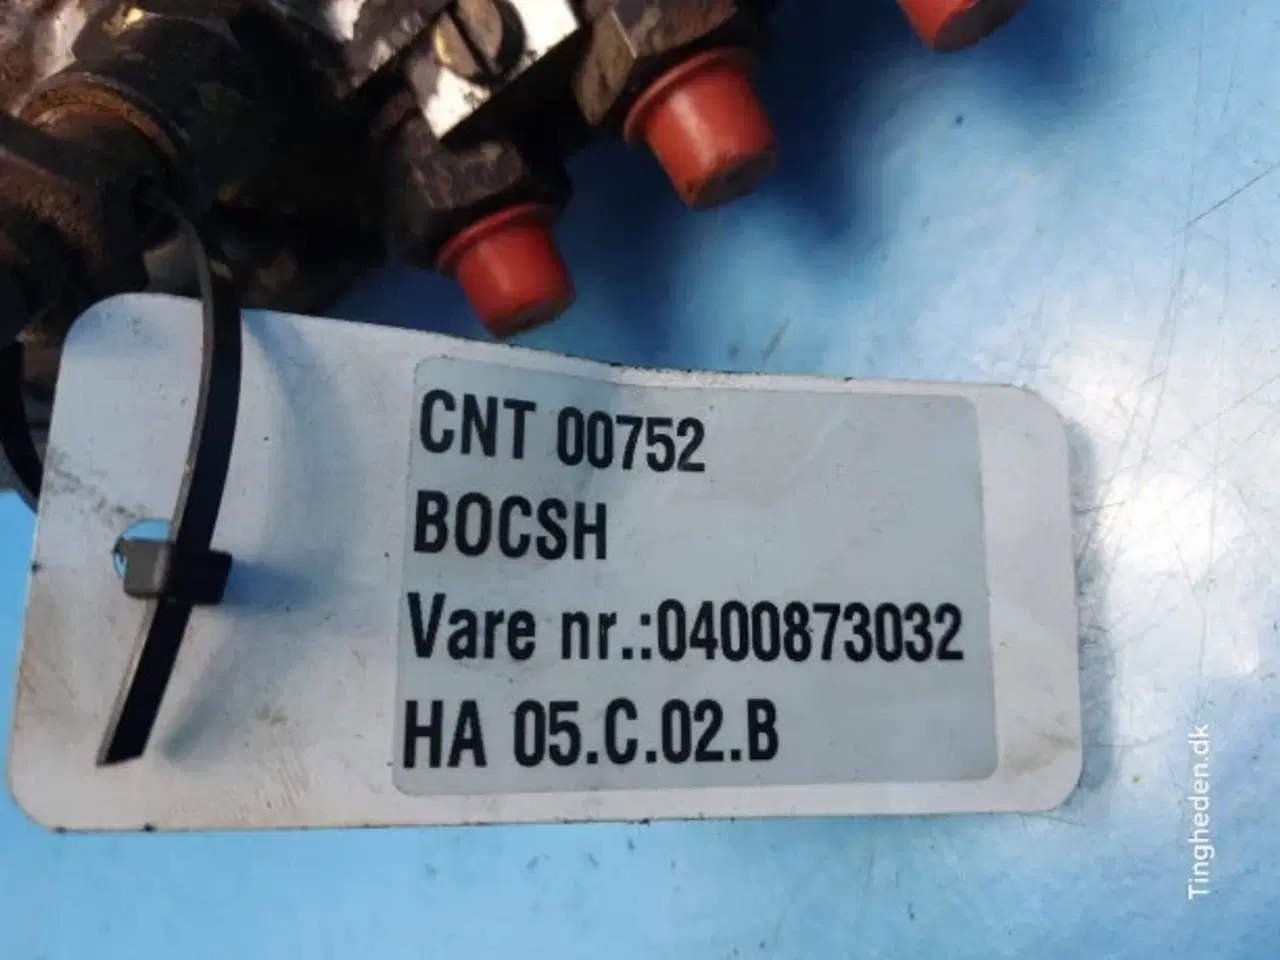 CNT 00752
BOCSH
Vare nr.:0400873032
HA 05.C.02.B
Tingheden.dk